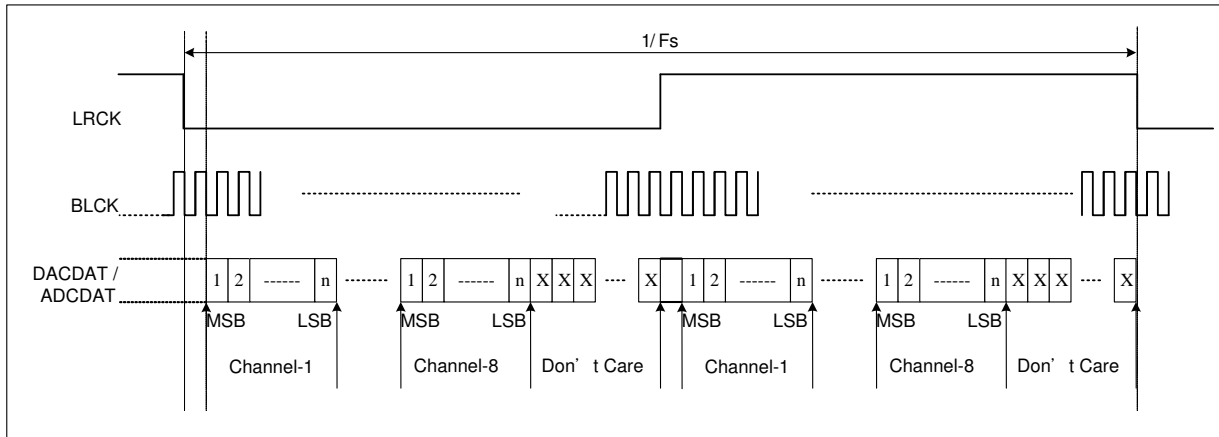 1/ Fs
LRCK
BLCK
DACDAT /
ADCDAT
1 2 ------ n 1 2 ------ n X X X X 1 2 ------ n 1 2 ------ n X X X X
MSB LSB MSB LSB MSB LSB MSB LSB
Channel-1 Channel-8 Don' t Care Channel-1 Channel-8 Don' t Care